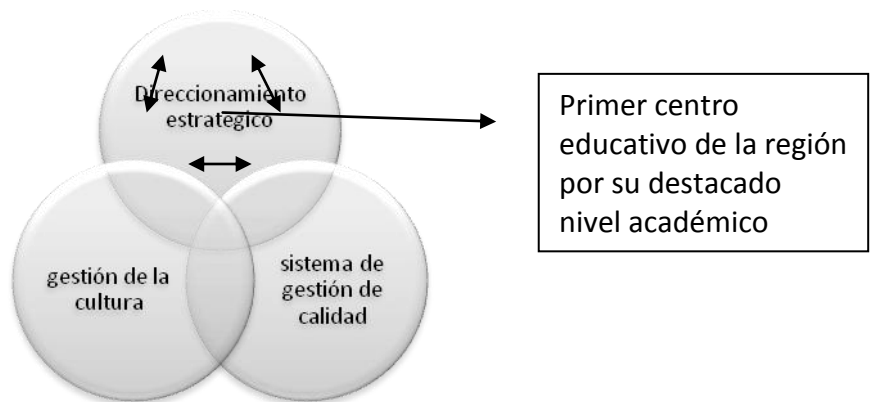 Direccionamiento
estratégico
Primer centro
educativo de la región
por su destacado
nivel académico
gestión de la
cultura
sistema de
gestión de
calidad